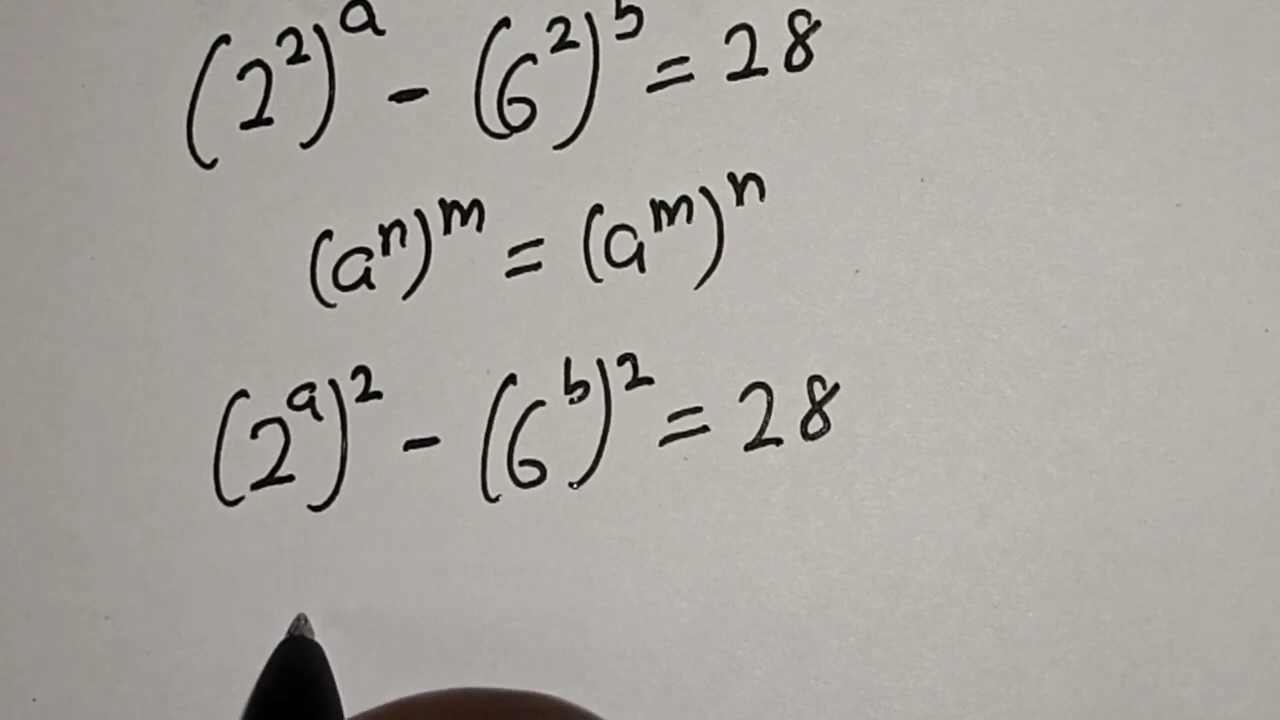 (2²)ᵃ - (6²)ᵇ = 28
(aⁿ)ᵐ = (aᵐ)ⁿ
(2ᵃ)² - (6ᵇ)² = 28